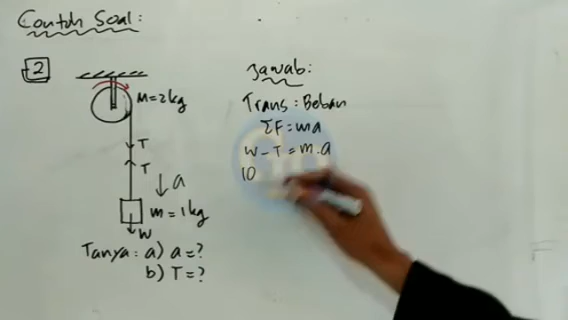 Contoh Soal:
2
M=2kg
T
T
a
m=1kg
W
Tanya: a) a=?
b) T=?
Jawab:
Trans: Beban
ΣF=ma
W-T=m.a
10